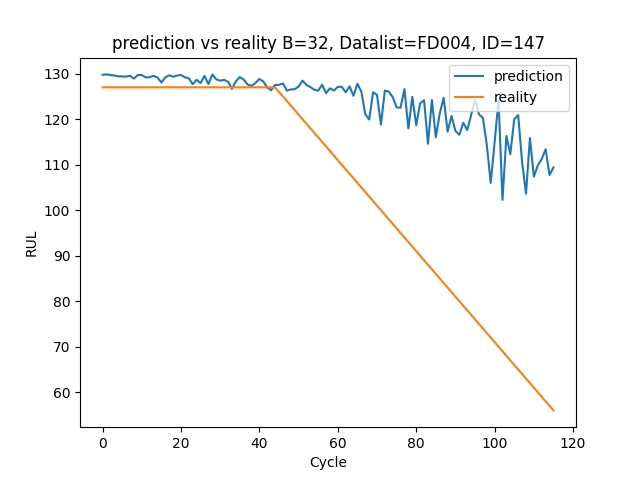 prediction vs reality B=32, Datalist=FD004, ID=147
prediction
reality
130
120
110
100
90
80
70
60
RUL
0 20 40 60 80 100 120
Cycle